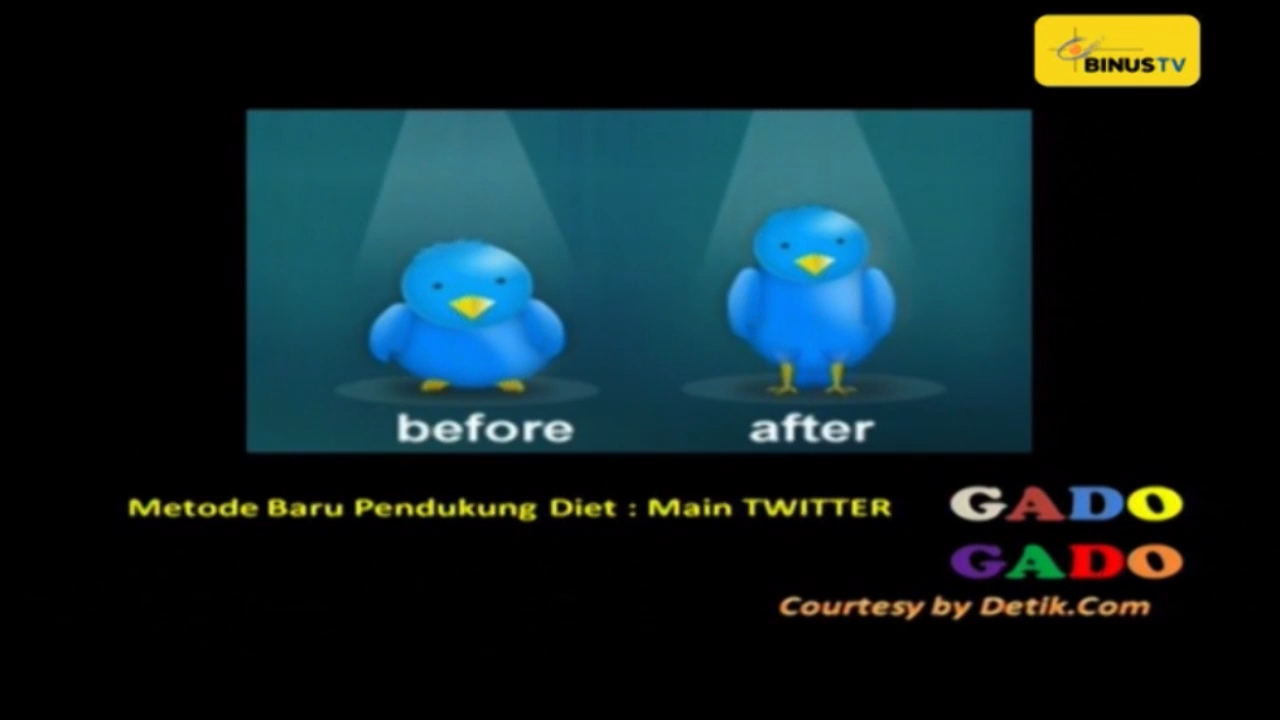 BINUSTV
before after
Metode Baru Pendukung Diet : Main TWITTER
GADO
GADO
Courtesy by Detik.Com